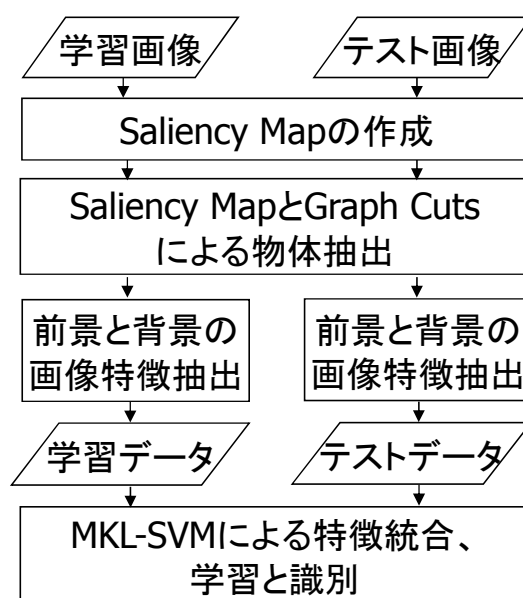 学習画像
テスト画像
Saliency Mapの作成
Saliency MapとGraph Cuts
による物体抽出
前景と背景の
画像特徴抽出
前景と背景の
画像特徴抽出
学習データ
テストデータ
MKL-SVMによる特徴統合、
学習と識別